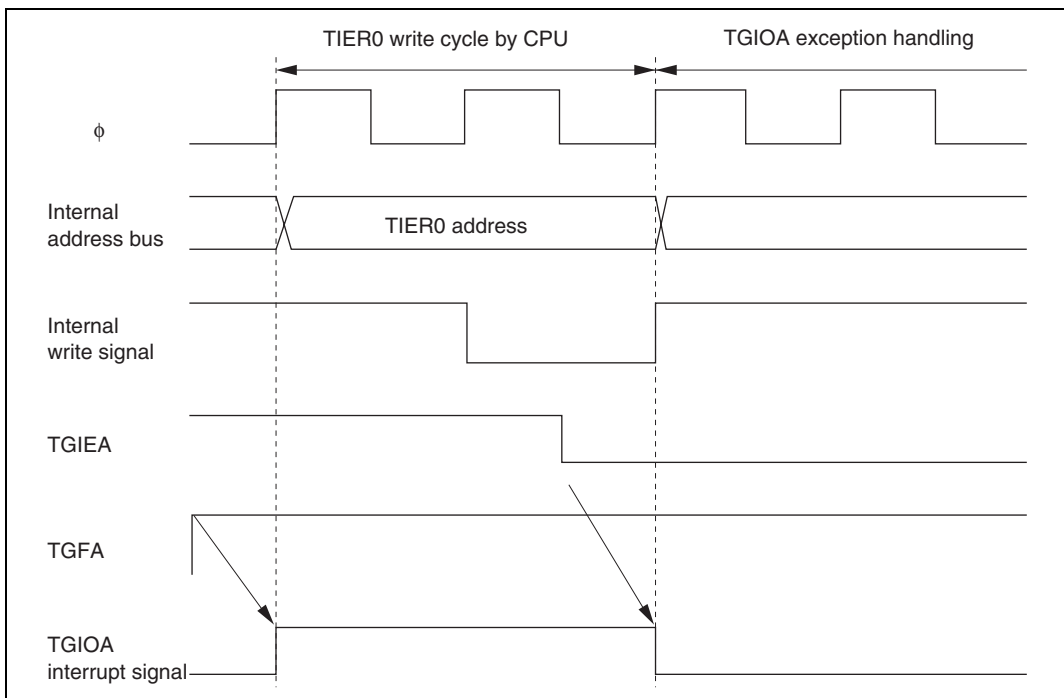 TIER0 write cycle by CPU
TGIOA exception handling
ϕ
Internal
address bus
TIER0 address
Internal
write signal
TGIEA
TGFA
TGIOA
interrupt signal